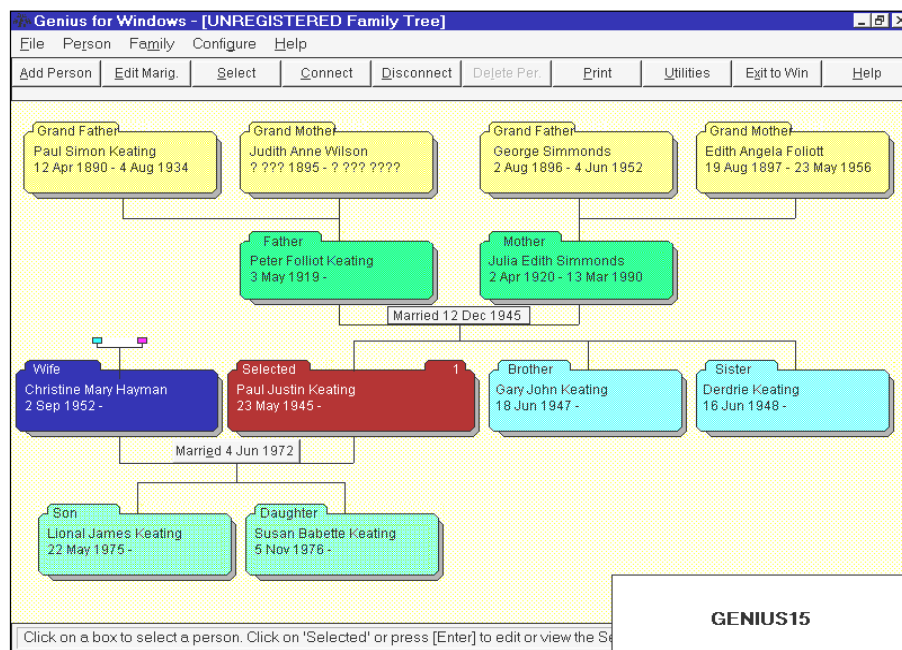 Genius for Windows - [UNREGISTERED Family Tree]
File Person Family Configure Help
Add Person Edit Marig. Select Connect Disconnect Delete Per. Print Utilities Exit to Win Help
Grand Father
Paul Simon Keating
12 Apr 1890 - 4 Aug 1934
Grand Mother
Judith Anne Wilson
? ??? 1895 - ? ??? ????
Grand Father
George Simmonds
2 Aug 1896 - 4 Jun 1952
Grand Mother
Edith Angela Foliott
19 Aug 1897 - 23 May 1956
Father
Peter Folliot Keating
3 May 1919 -
Mother
Julia Edith Simmonds
2 Apr 1920 - 13 Mar 1990
Married 12 Dec 1945
Wife
Christine Mary Hayman
2 Sep 1952 -
Selected 1
Paul Justin Keating
23 May 1945 -
Brother
Gary John Keating
18 Jun 1947 -
Sister
Derdrie Keating
16 Jun 1948 -
Married 4 Jun 1972
Son
Lional James Keating
22 May 1975 -
Daughter
Susan Babette Keating
5 Nov 1976 -
GENIUS15
Click on a box to select a person. Click on 'Selected' or press [Enter] to edit or view the Se